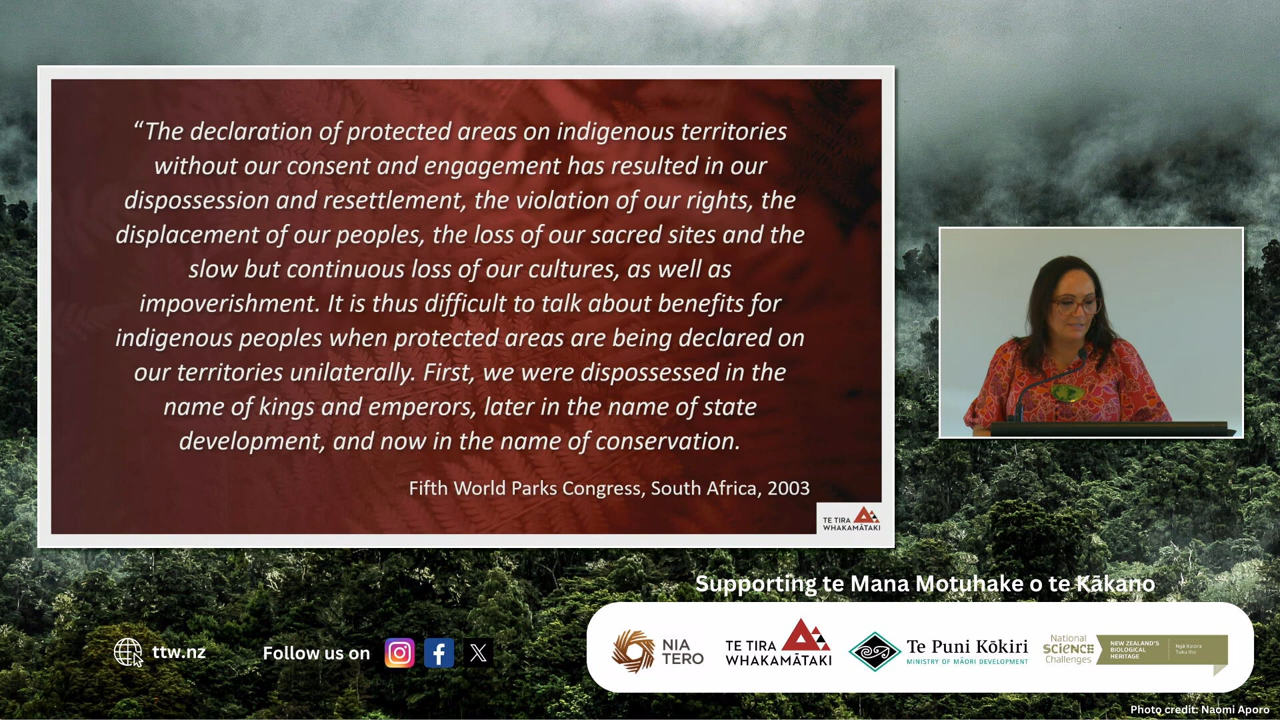 “The declaration of protected areas on indigenous territories
without our consent and engagement has resulted in our
dispossession and resettlement, the violation of our rights, the
displacement of our peoples, the loss of our sacred sites and the
slow but continuous loss of our cultures, as well as
impoverishment. It is thus difficult to talk about benefits for
indigenous peoples when protected areas are being declared on
our territories unilaterally. First, we were dispossessed in the
name of kings and emperors, later in the name of state
development, and now in the name of conservation.
Fifth World Parks Congress, South Africa, 2003
TE TIRA
WHAKAMĀTAKI
Supporting te Mana Motuhake o te Kākano
ttw.nz
Follow us on
NIA
TERO
TE TIRA
WHAKAMĀTAKI
Te Puni Kōkiri
MINISTRY OF MĀORI DEVELOPMENT
National
SCiENCE
Challenges
NEW ZEALAND'S
BIOLOGICAL
HERITAGE
Ngā Koiora
Tuku Iho
Photo credit: Naomi Aporo